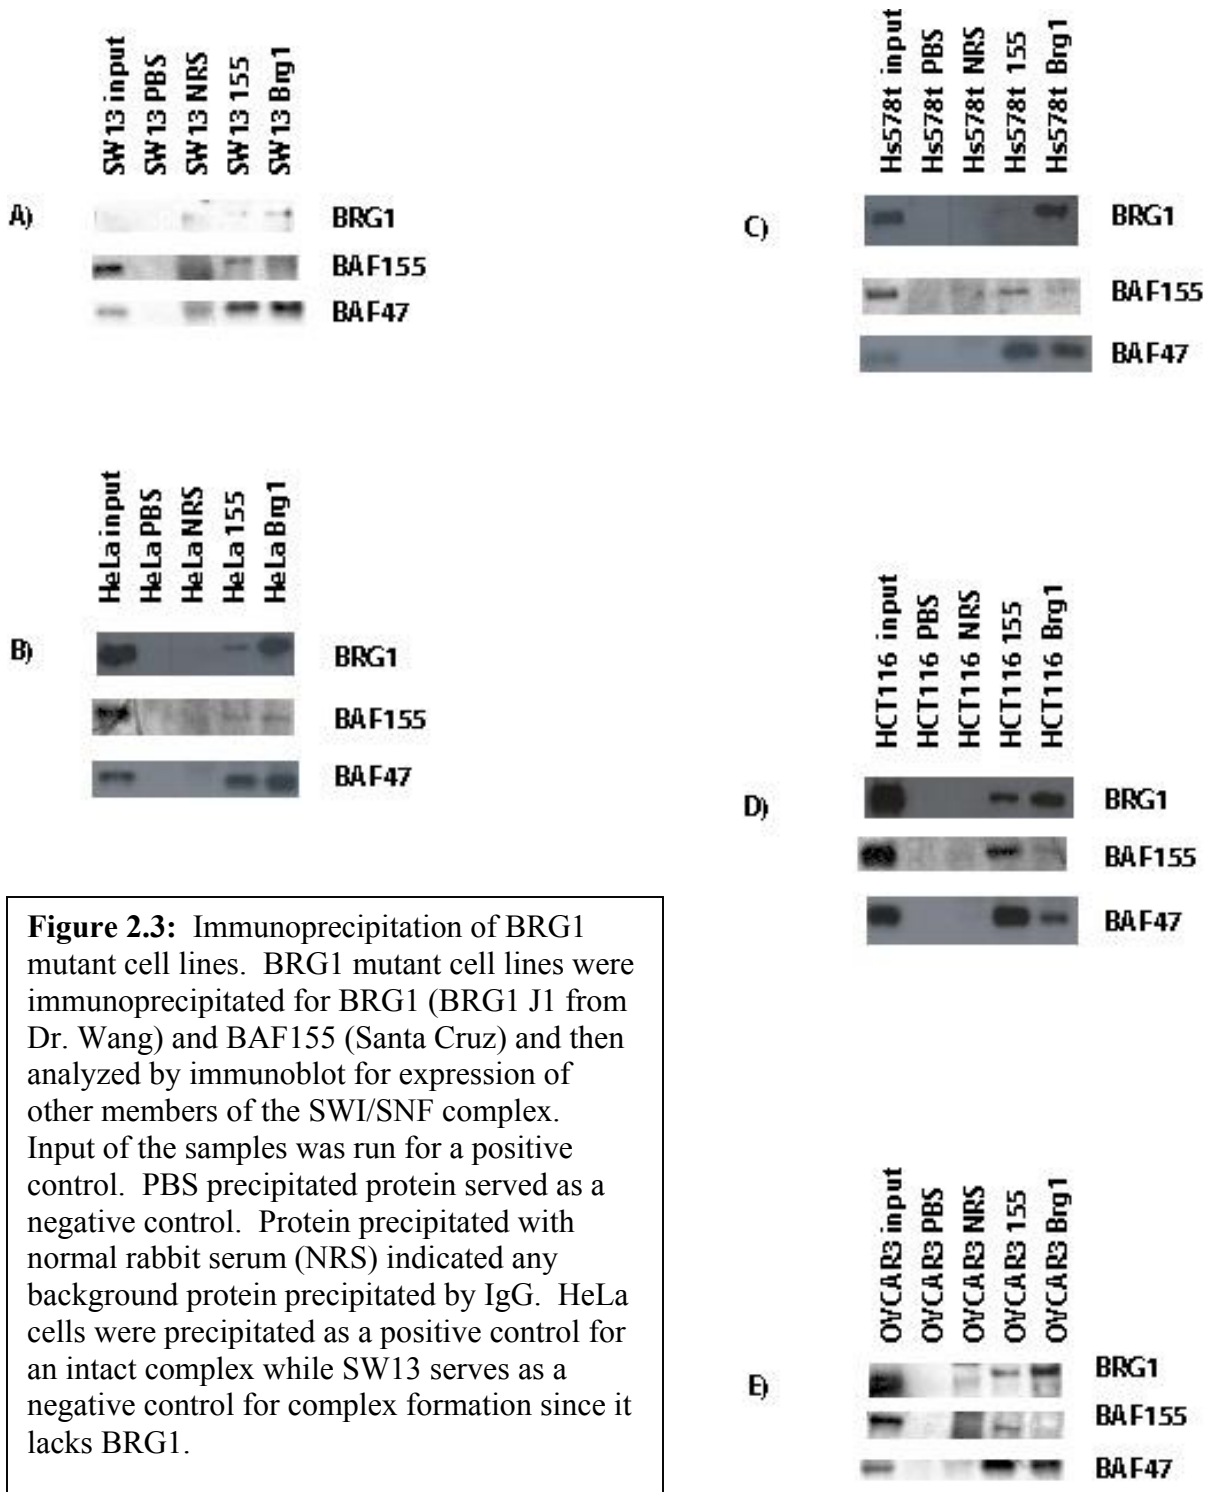 SW13 input
SW13 PBS
SW13 NRS
SW13 155
SW13 Brg1
A)
BRG1
BAF155
BAF47
HeLa input
HeLa PBS
HeLa NRS
HeLa 155
HeLa Brg1
B)
BRG1
BAF155
BAF47
Figure 2.3: Immunoprecipitation of BRG1
mutant cell lines. BRG1 mutant cell lines were
immunoprecipitated for BRG1 (BRG1 J1 from
Dr. Wang) and BAF155 (Santa Cruz) and then
analyzed by immunoblot for expression of
other members of the SWI/SNF complex.
Input of the samples was run for a positive
control. PBS precipitated protein served as a
negative control. Protein precipitated with
normal rabbit serum (NRS) indicated any
background protein precipitated by IgG. HeLa
cells were precipitated as a positive control for
an intact complex while SW13 serves as a
negative control for complex formation since it
lacks BRG1.
Hs578t input
Hs578t PBS
Hs578t NRS
Hs578t 155
Hs578t Brg1
C)
BRG1
BAF155
BAF47
HCT116 input
HCT116 PBS
HCT116 NRS
HCT116 155
HCT116 Brg1
D)
BRG1
BAF155
BAF47
OVCAR3 input
OVCAR3 PBS
OVCAR3 NRS
OVCAR3 155
OVCAR3 Brg1
E)
BRG1
BAF155
BAF47